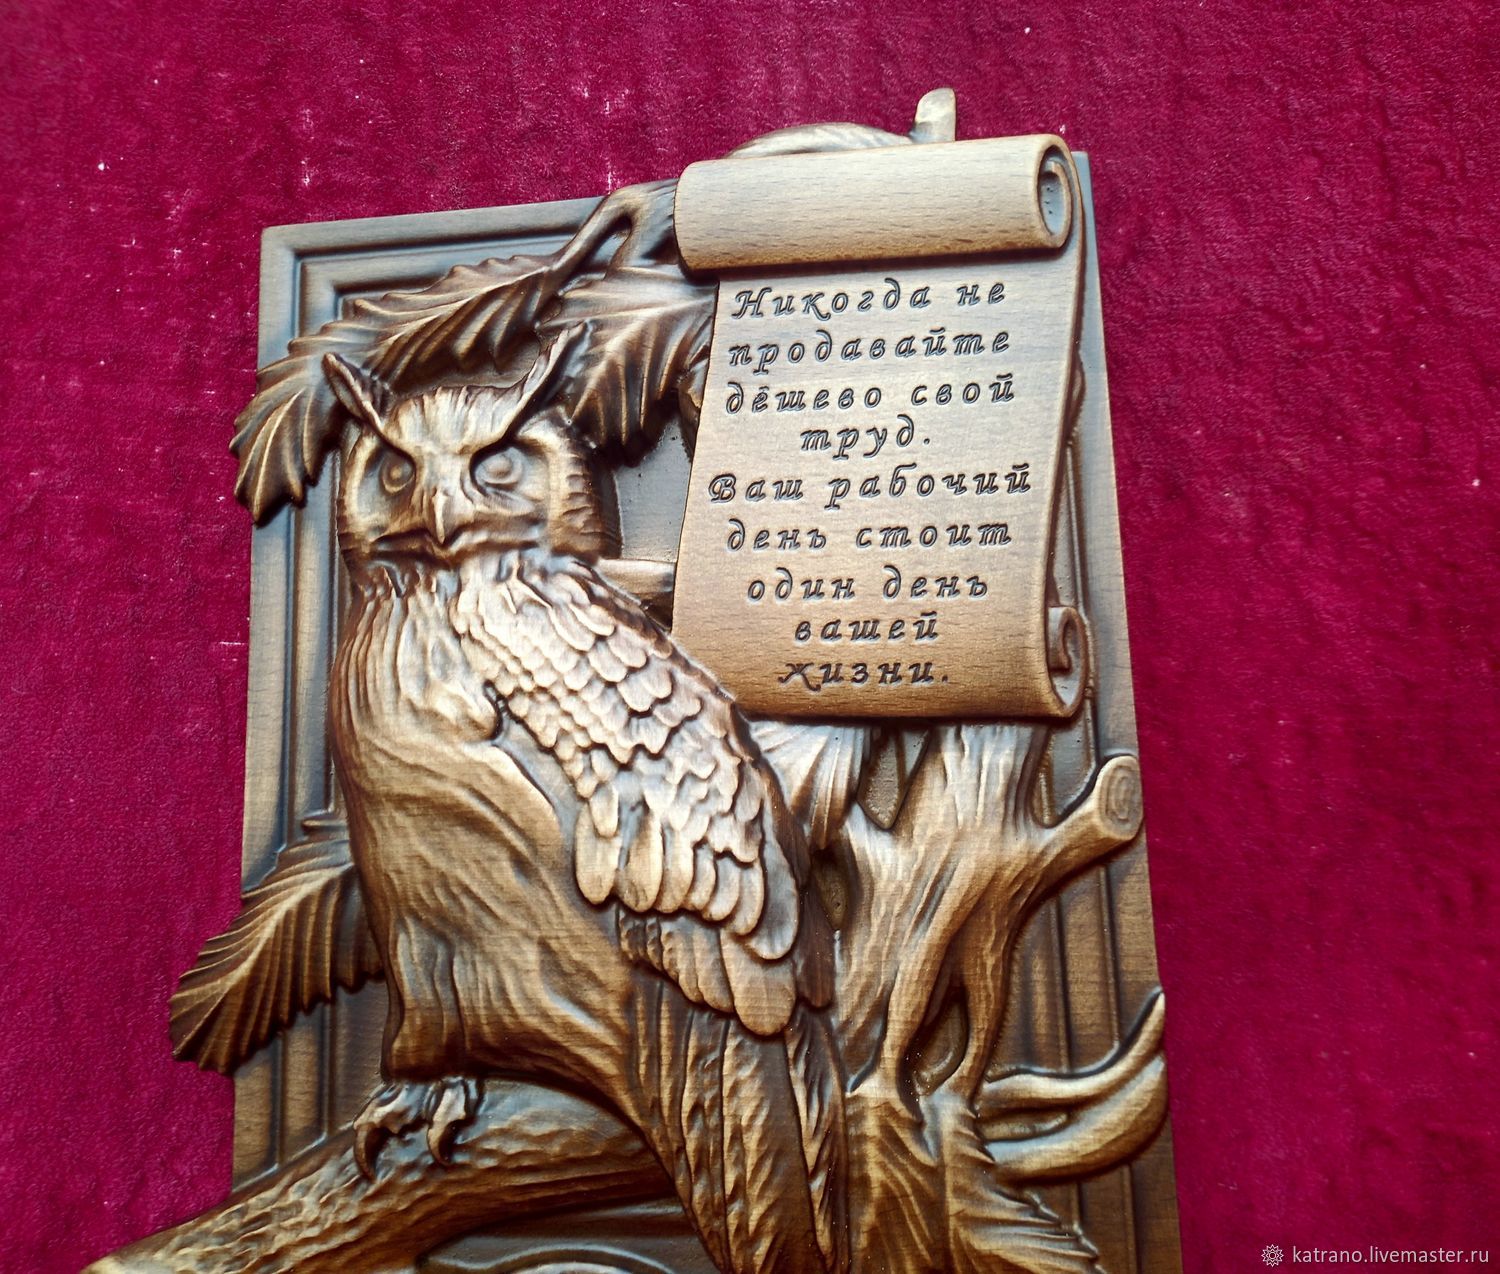 Никогда не
продавайте
дёшево свой
труд.
Ваш рабочий
день стоит
один день
вашей
жизни.
katrano.livemaster.ru